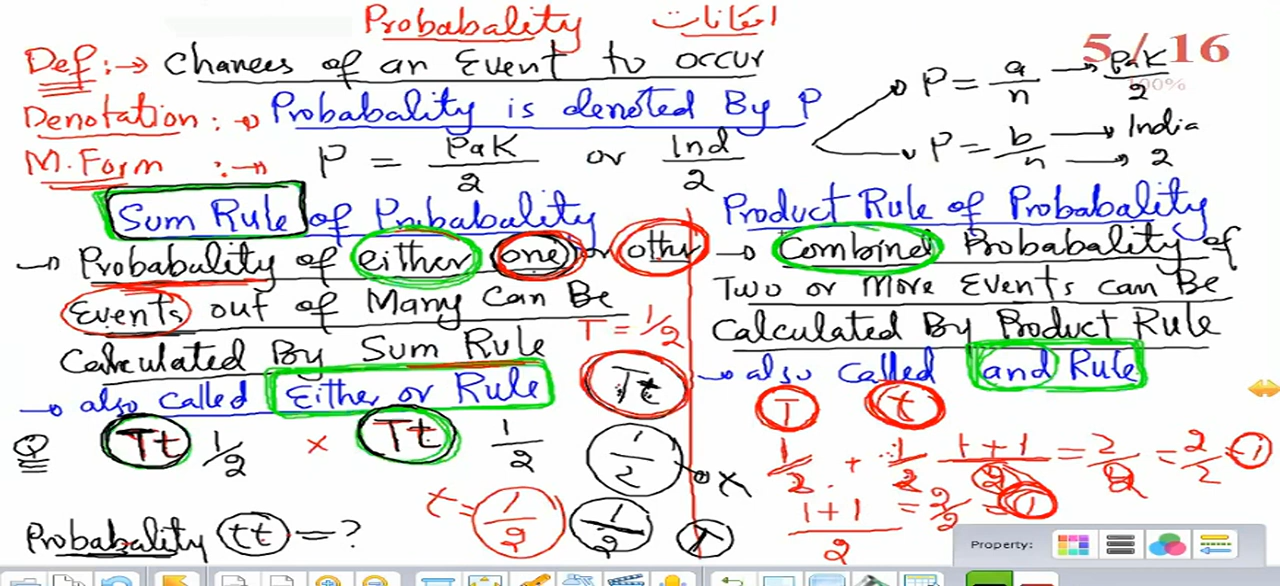 Probabality امکانات
5 / 16
100%
Def :→ Chances of an Event to occur
Denotation : → Probabality is denoted By P
M. Form :→ P = Pak/2 or Ind/2
P = a/n → Pak/2
P = b/n → India
→ 2
Sum Rule of Probabality
→ Probabality of either one or other
Events out of Many Can Be
Calculated By Sum Rule
→ also called Either or Rule
Q Tt 1/2 × Tt 1/2
Probabality tt = ?
T = 1/2
Tt
1/2
t = 1/2
1/2
T
Product Rule of Probabality
→ Combined Probabality of
Two or More Events can Be
Calculated By Product Rule
→ also called and Rule
T t
1/2 + 1/2 1+1/2 = 2/2 = 2/2 = 1
1+1/2 = 2/2 = 1
Property: